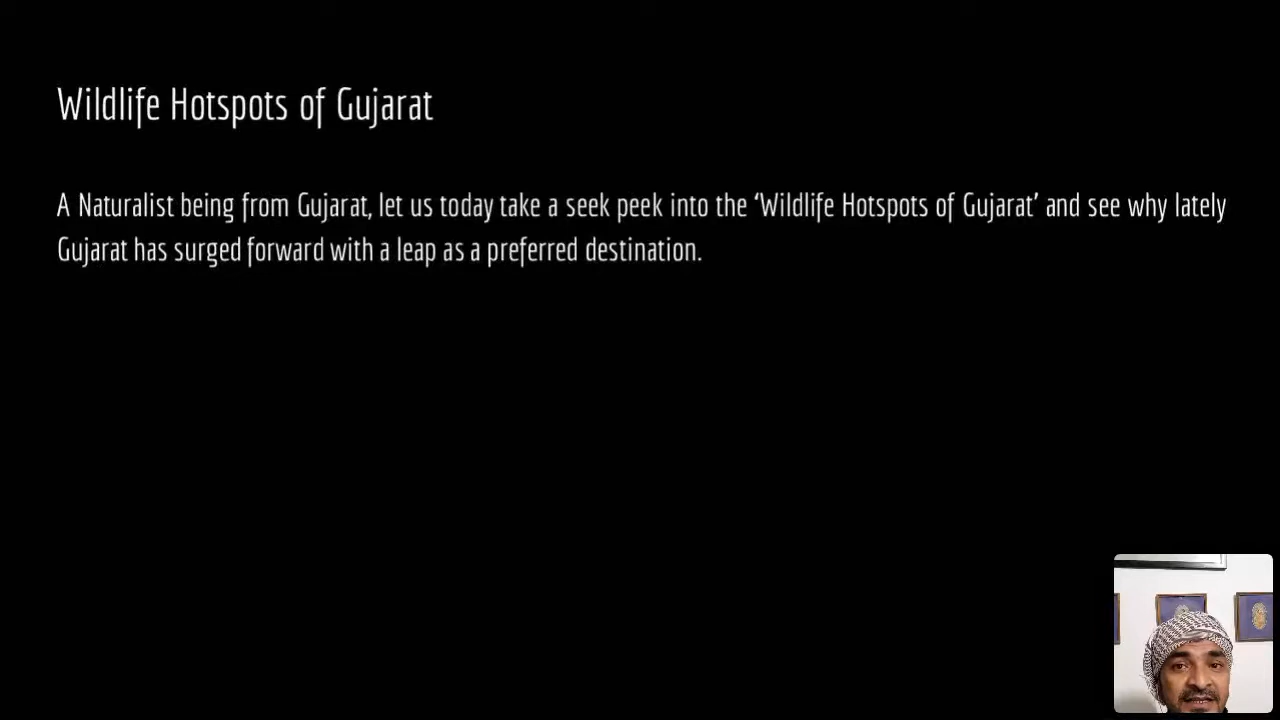 Wildlife Hotspots of Gujarat
A Naturalist being from Gujarat, let us today take a seek peek into the ‘Wildlife Hotspots of Gujarat’ and see why lately
Gujarat has surged forward with a leap as a preferred destination.